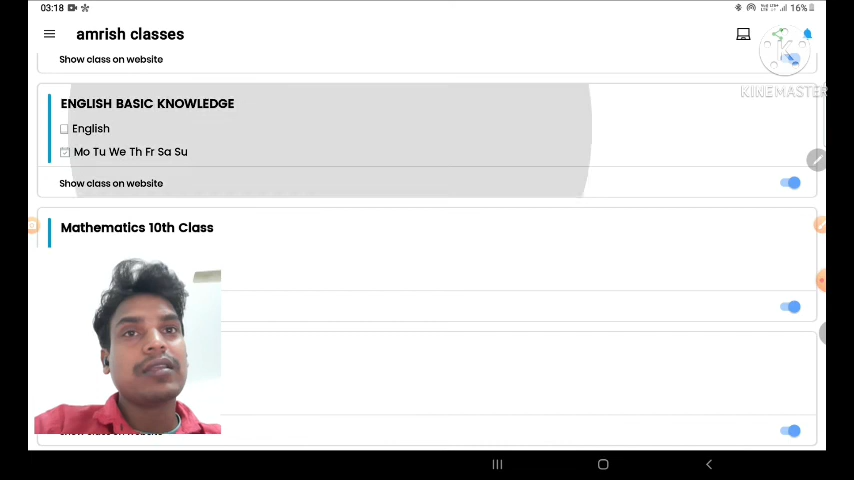 03:18 16%
amrish classes
Show class on website
KINEMASTER
ENGLISH BASIC KNOWLEDGE
English
Mo Tu We Th Fr Sa Su
Show class on website
Mathematics 10th Class